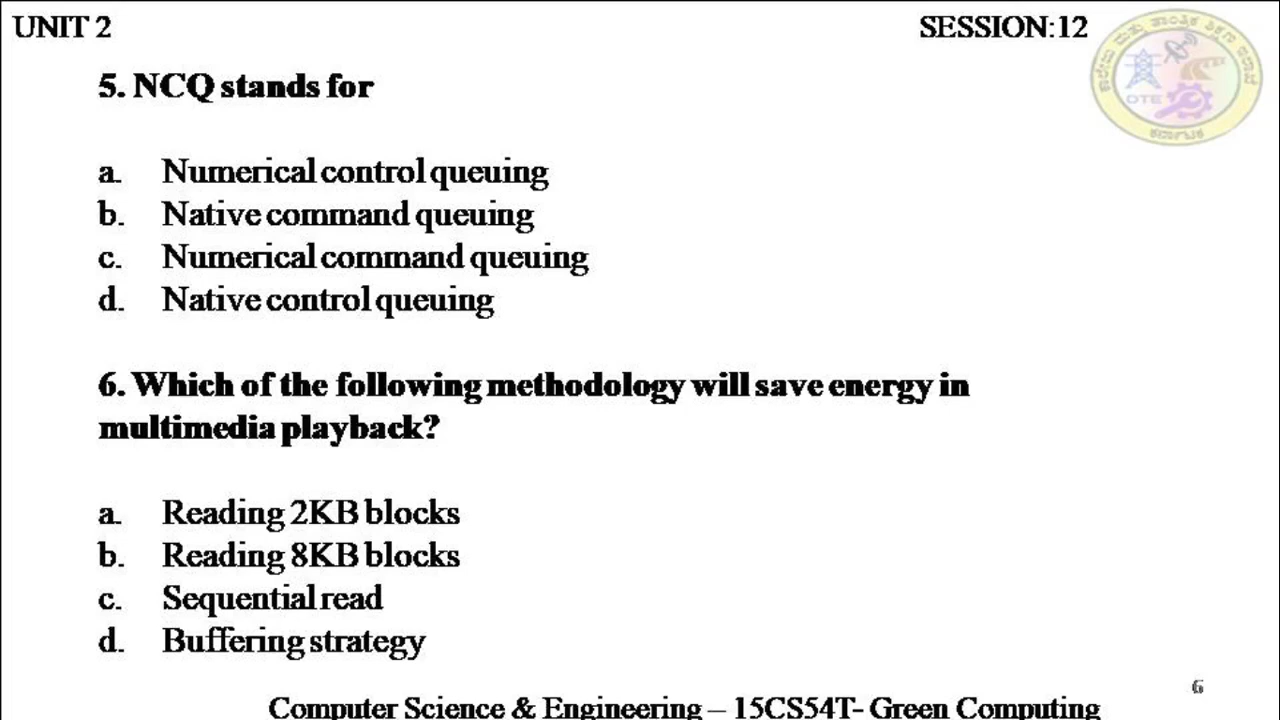 UNIT 2
SESSION:12
OTE
5. NCQ stands for
a. Numerical control queuing
b. Native command queuing
c. Numerical command queuing
d. Native control queuing
6. Which of the following methodology will save energy in
multimedia playback?
a. Reading 2KB blocks
b. Reading 8KB blocks
c. Sequential read
d. Buffering strategy
6
Computer Science & Engineering – 15CS54T- Green Computing